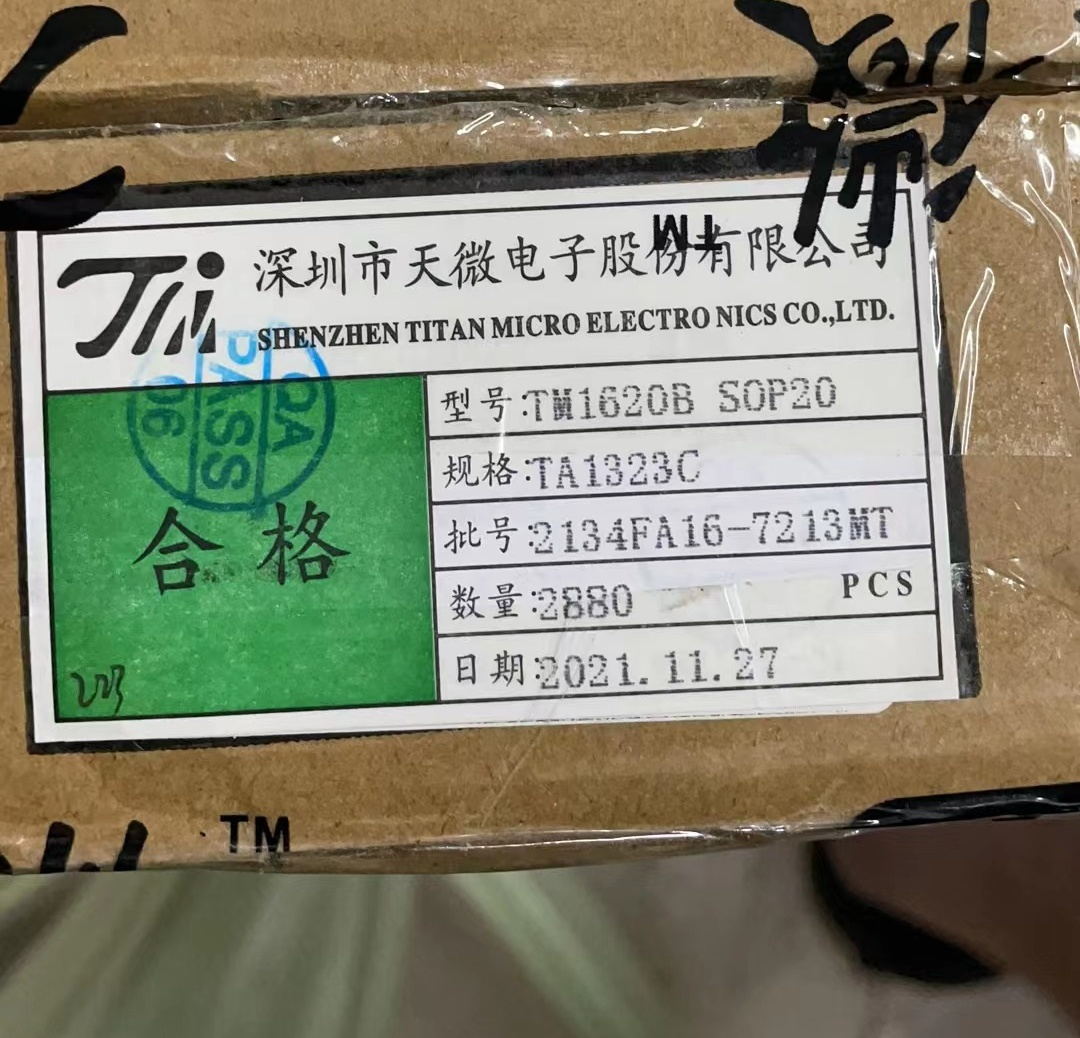 TM
深圳市天微电子股份有限公司
SHENZHEN TITAN MICRO ELECTRONICS CO.,LTD.
QA
PASS
06
合格
223
型号:TM1620B SOP20
规格:TA1323C
批号:2134FA16-7213MT
数量:2880 PCS
日期:2021.11.27
TM